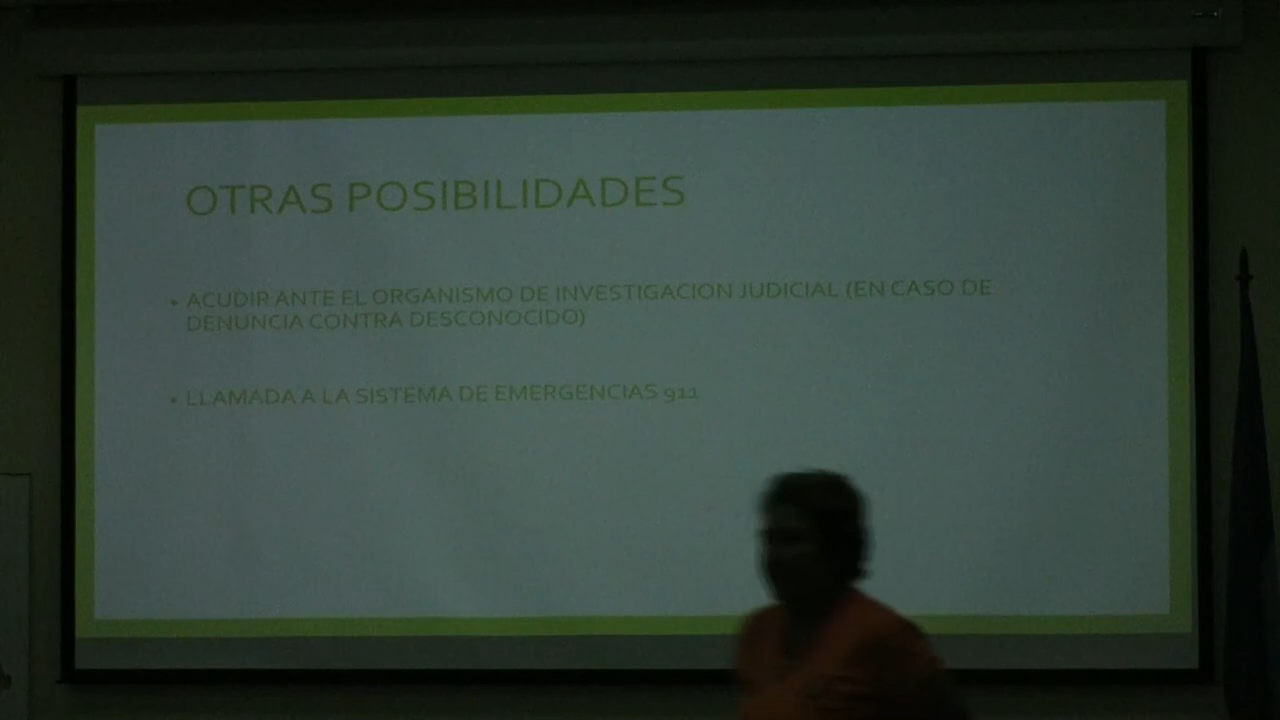 OTRAS POSIBILIDADES
• ACUDIR ANTE EL ORGANISMO DE INVESTIGACION JUDICIAL (EN CASO DE
DENUNCIA CONTRA DESCONOCIDO)
• LLAMADA A LA SISTEMA DE EMERGENCIAS 911